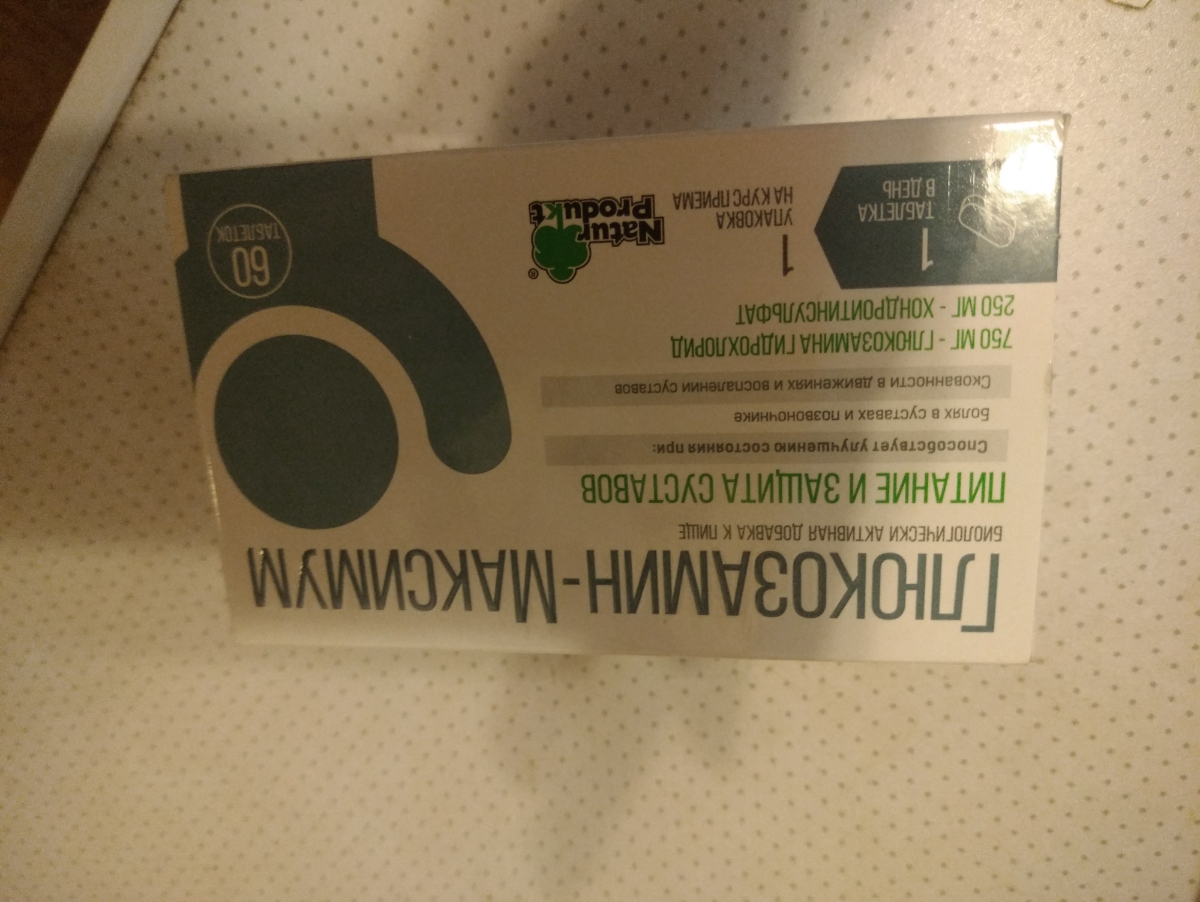 Глюкозамин-Максимум
БИОЛОГИЧЕСКИ АКТИВНАЯ ДОБАВКА К ПИЩЕ
ПИТАНИЕ И ЗАЩИТА СУСТАВОВ
Способствует улучшению состояния при:
Болях в суставах и позвоночнике
Скованности в движениях и воспалении суставов
750 МГ - ГЛЮКОЗАМИНА ГИДРОХЛОРИД
250 МГ - ХОНДРОИТИНСУЛЬФАТ
1
ТАБЛЕТКА
В ДЕНЬ
1
УПАКОВКА
НА КУРС ПРИЕМА
Natur
Produkt
®
60
ТАБЛЕТОК